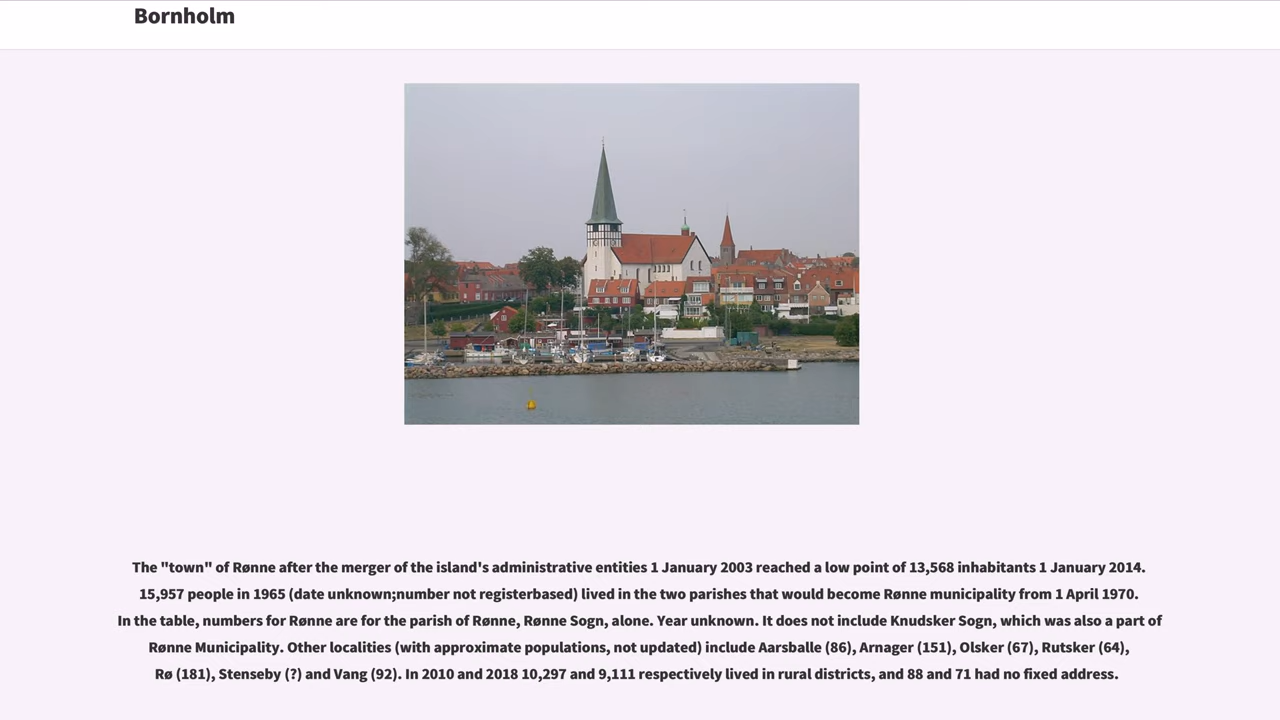 Bornholm
The "town" of Rønne after the merger of the island's administrative entities 1 January 2003 reached a low point of 13,568 inhabitants 1 January 2014.
15,957 people in 1965 (date unknown;number not registerbased) lived in the two parishes that would become Rønne municipality from 1 April 1970.
In the table, numbers for Rønne are for the parish of Rønne, Rønne Sogn, alone. Year unknown. It does not include Knudsker Sogn, which was also a part of
Rønne Municipality. Other localities (with approximate populations, not updated) include Aarsballe (86), Arnager (151), Olsker (67), Rutsker (64),
Rø (181), Stenseby (?) and Vang (92). In 2010 and 2018 10,297 and 9,111 respectively lived in rural districts, and 88 and 71 had no fixed address.